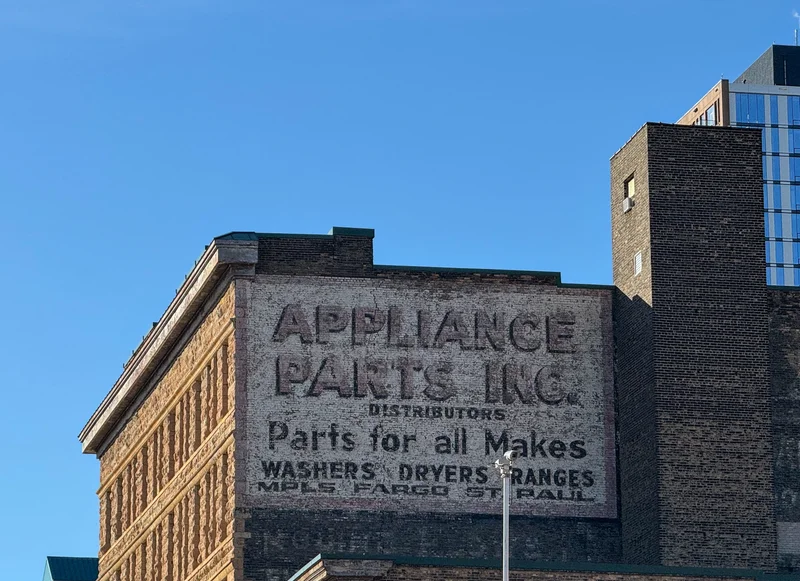 APPLIANCE
PARTS INC.
DISTRIBUTORS
Parts for all Makes
WASHERS DRYERS RANGES
MPLS. FARGO ST. PAUL